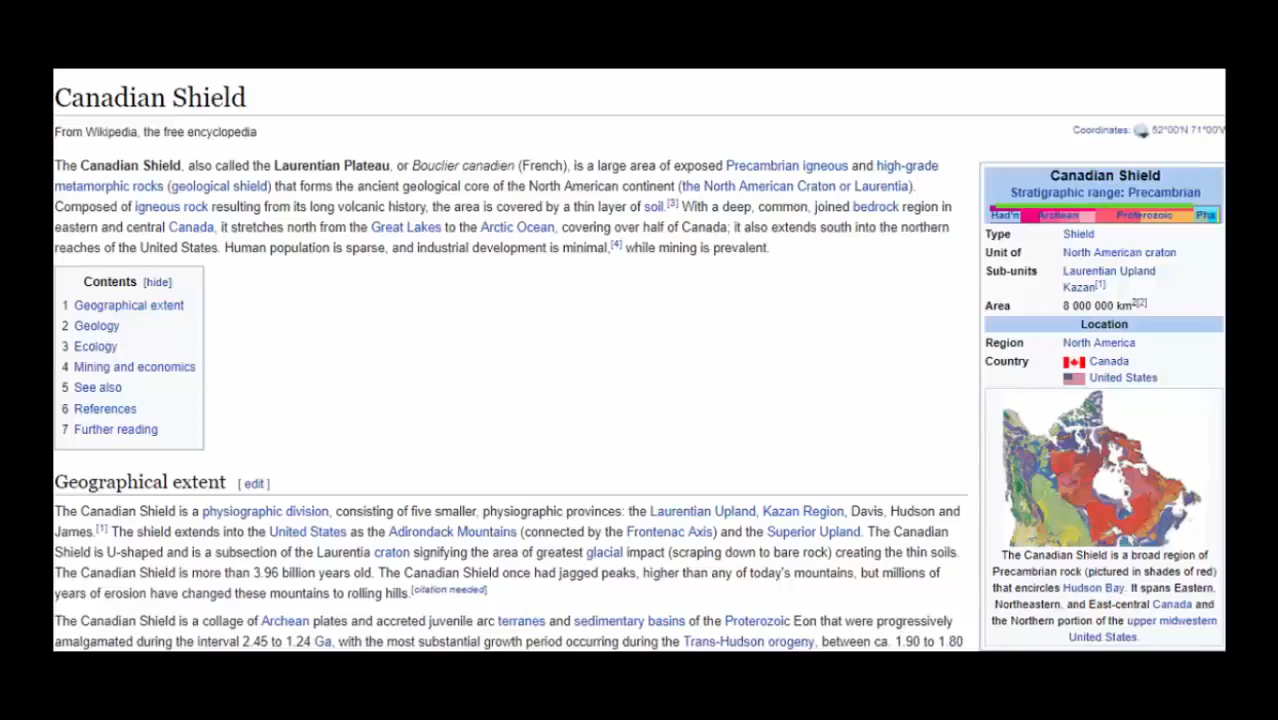 Canadian Shield
From Wikipedia, the free encyclopedia
Coordinates: 52°00′N 71°00′
The Canadian Shield, also called the Laurentian Plateau, or Bouclier canadien (French), is a large area of exposed Precambrian igneous and high-grade
metamorphic rocks (geological shield) that forms the ancient geological core of the North American continent (the North American Craton or Laurentia).
Composed of igneous rock resulting from its long volcanic history, the area is covered by a thin layer of soil.[3] With a deep, common, joined bedrock region in
eastern and central Canada, it stretches north from the Great Lakes to the Arctic Ocean, covering over half of Canada; it also extends south into the northern
reaches of the United States. Human population is sparse, and industrial development is minimal,[4] while mining is prevalent.
Contents [hide]
1 Geographical extent
2 Geology
3 Ecology
4 Mining and economics
5 See also
6 References
7 Further reading
Geographical extent [ edit ]
The Canadian Shield is a physiographic division, consisting of five smaller, physiographic provinces: the Laurentian Upland, Kazan Region, Davis, Hudson and
James.[1] The shield extends into the United States as the Adirondack Mountains (connected by the Frontenac Axis) and the Superior Upland. The Canadian
Shield is U-shaped and is a subsection of the Laurentia craton signifying the area of greatest glacial impact (scraping down to bare rock) creating the thin soils.
The Canadian Shield is more than 3.96 billion years old. The Canadian Shield once had jagged peaks, higher than any of today's mountains, but millions of
years of erosion have changed these mountains to rolling hills.[citation needed]
The Canadian Shield is a collage of Archean plates and accreted juvenile arc terranes and sedimentary basins of the Proterozoic Eon that were progressively
amalgamated during the interval 2.45 to 1.24 Ga, with the most substantial growth period occurring during the Trans-Hudson orogeny, between ca. 1.90 to 1.80
Canadian Shield
Stratigraphic range: Precambrian
Had'n Archean Proterozoic Pha
Type Shield
Unit of North American craton
Sub-units Laurentian Upland
Kazan[1]
Area 8 000 000 km2[2]
Location
Region North America
Country Canada
United States
The Canadian Shield is a broad region of
Precambrian rock (pictured in shades of red)
that encircles Hudson Bay. It spans Eastern,
Northeastern, and East-central Canada and
the Northern portion of the upper midwestern
United States.